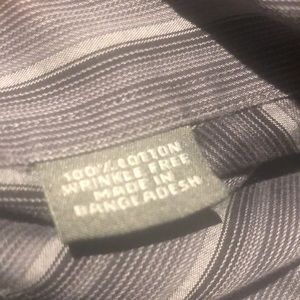 100% COTTON
WRINKLE FREE
MADE IN
BANGLADESH